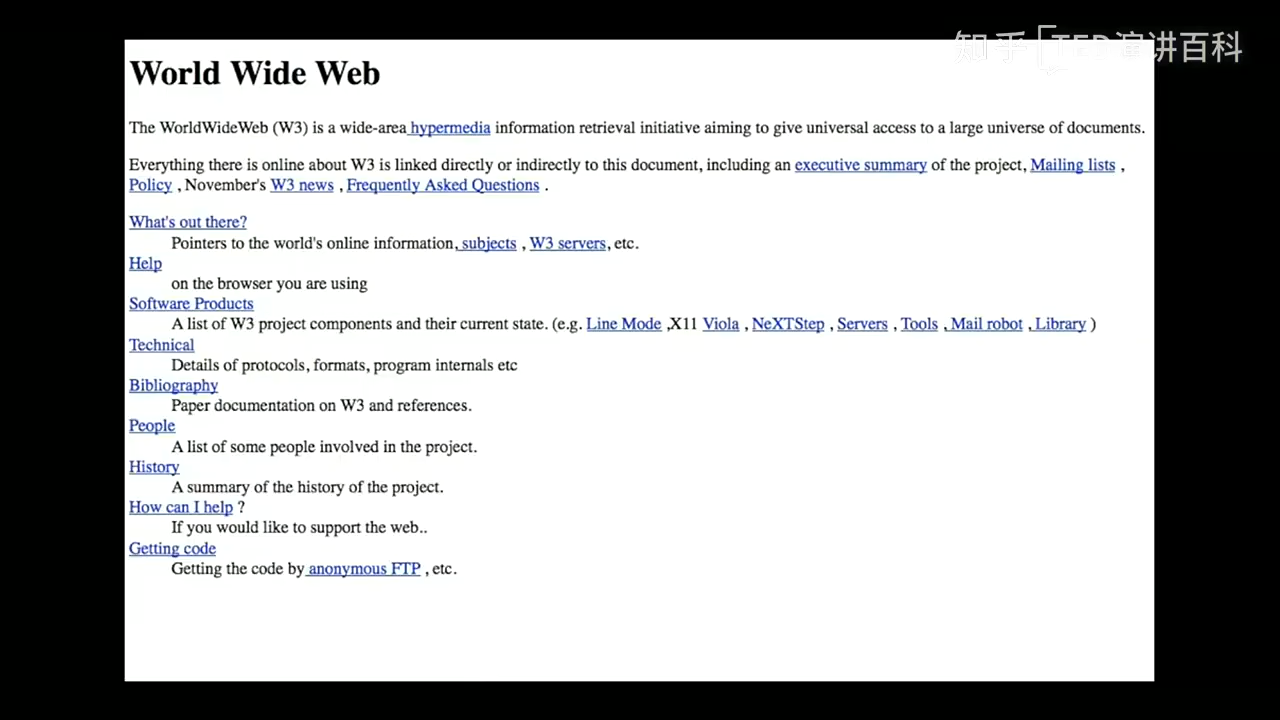 知乎「TED演讲百科
World Wide Web
The WorldWideWeb (W3) is a wide-area hypermedia information retrieval initiative aiming to give universal access to a large universe of documents.
Everything there is online about W3 is linked directly or indirectly to this document, including an executive summary of the project, Mailing lists ,
Policy , November's W3 news , Frequently Asked Questions .
What's out there?
Pointers to the world's online information, subjects , W3 servers, etc.
Help
on the browser you are using
Software Products
A list of W3 project components and their current state. (e.g. Line Mode ,X11 Viola , NeXTStep , Servers , Tools , Mail robot , Library )
Technical
Details of protocols, formats, program internals etc
Bibliography
Paper documentation on W3 and references.
People
A list of some people involved in the project.
History
A summary of the history of the project.
How can I help ?
If you would like to support the web..
Getting code
Getting the code by anonymous FTP , etc.